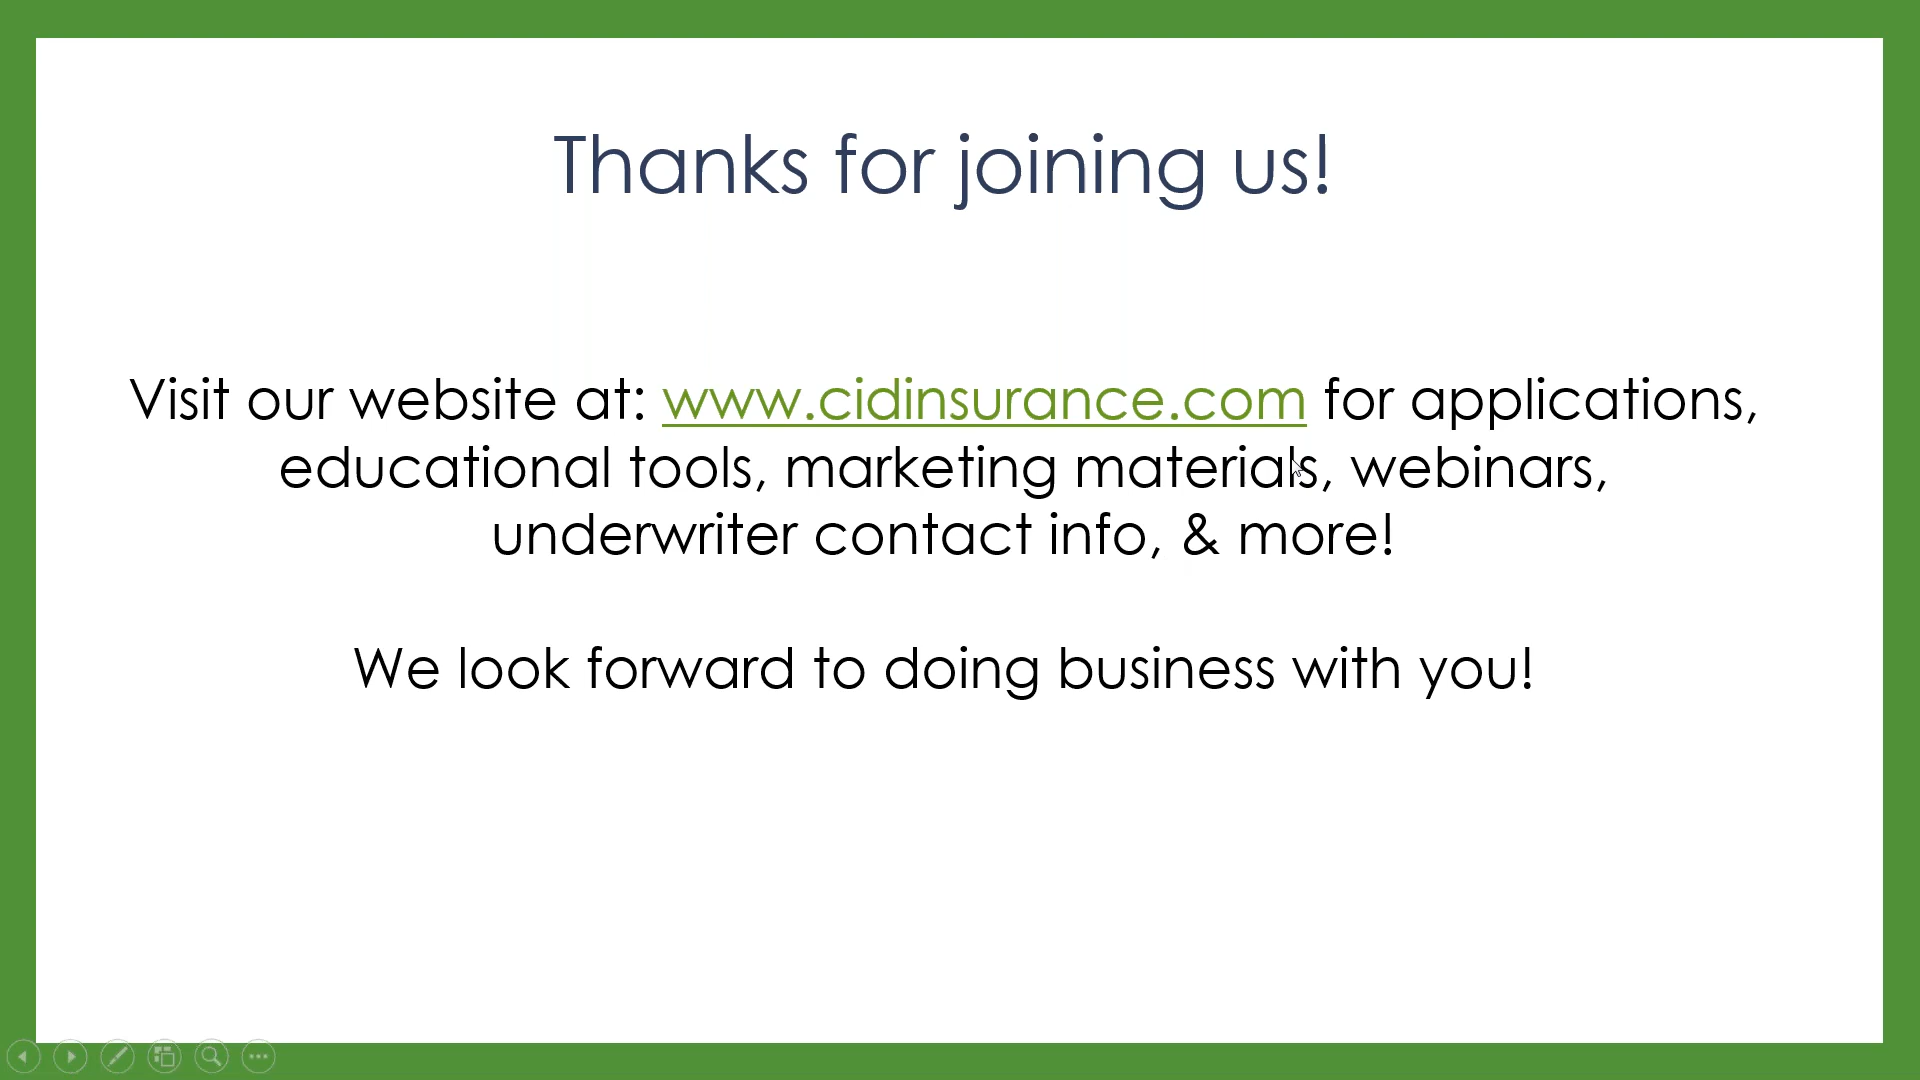 Thanks for joining us!
Visit our website at: www.cidinsurance.com for applications,
educational tools, marketing materials, webinars,
underwriter contact info, & more!
We look forward to doing business with you!